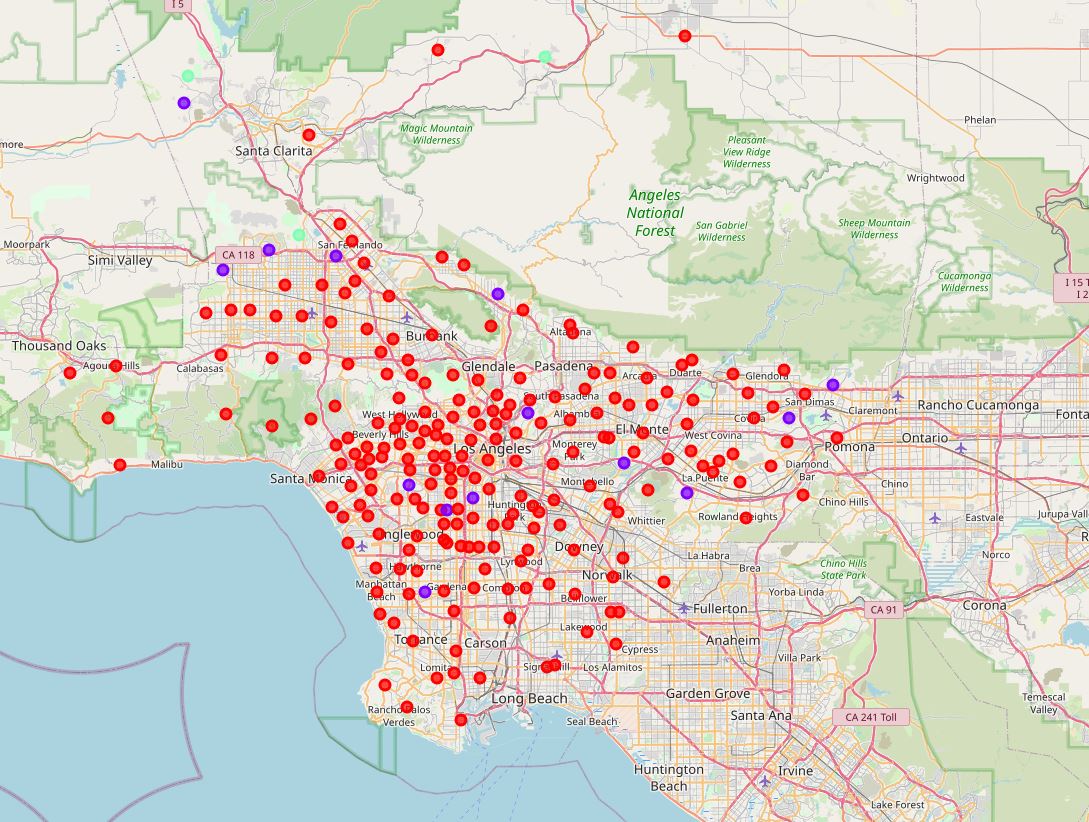 I 5
Phelan
more
Santa Clarita
Magic Mountain
Wilderness
Pleasant
View Ridge
Wilderness
Wrightwood
Angeles
National
Forest
San Gabriel
Wilderness
Sheep Mountain
Wilderness
Moorpark
Simi Valley
CA 118
San Fernando
Cucamonga
Wilderness
I 15 T
I 2
Thousand Oaks
Burbank
Altadena
Agoura Hills
Calabasas
Glendale
Pasadena
Arcadia
Duarte
Glendora
San Dimas
Claremont
Rancho Cucamonga
Fonta
West Hollywood
South Pasadena
Alhambra
Covina
Beverly Hills
El Monte
West Covina
Pomona
Ontario
Los Angeles
Monterey
Park
Malibu
Santa Monica
Montebello
La Puente
Diamond
Bar
Chino
Chino Hills
Huntington
Park
Whittier
Rowland Heights
Eastvale
Jurupa Vall
Inglewood
Downey
La Habra
Norco
R
Hawthorne
Lynwood
Brea
Chino Hills
State Park
Manhattan
Beach
Gardena
Compton
Norwalk
Yorba Linda
Bellflower
Fullerton
CA 91
Corona
Torrance
Carson
Lakewood
Cypress
Anaheim
Villa Park
Lomita
Signal Hill
Los Alamitos
Rancho Palos
Verdes
Long Beach
Garden Grove
Temescal
Valley
Seal Beach
Santa Ana
CA 241 Toll
Huntington
Beach
Irvine
Lake Forest